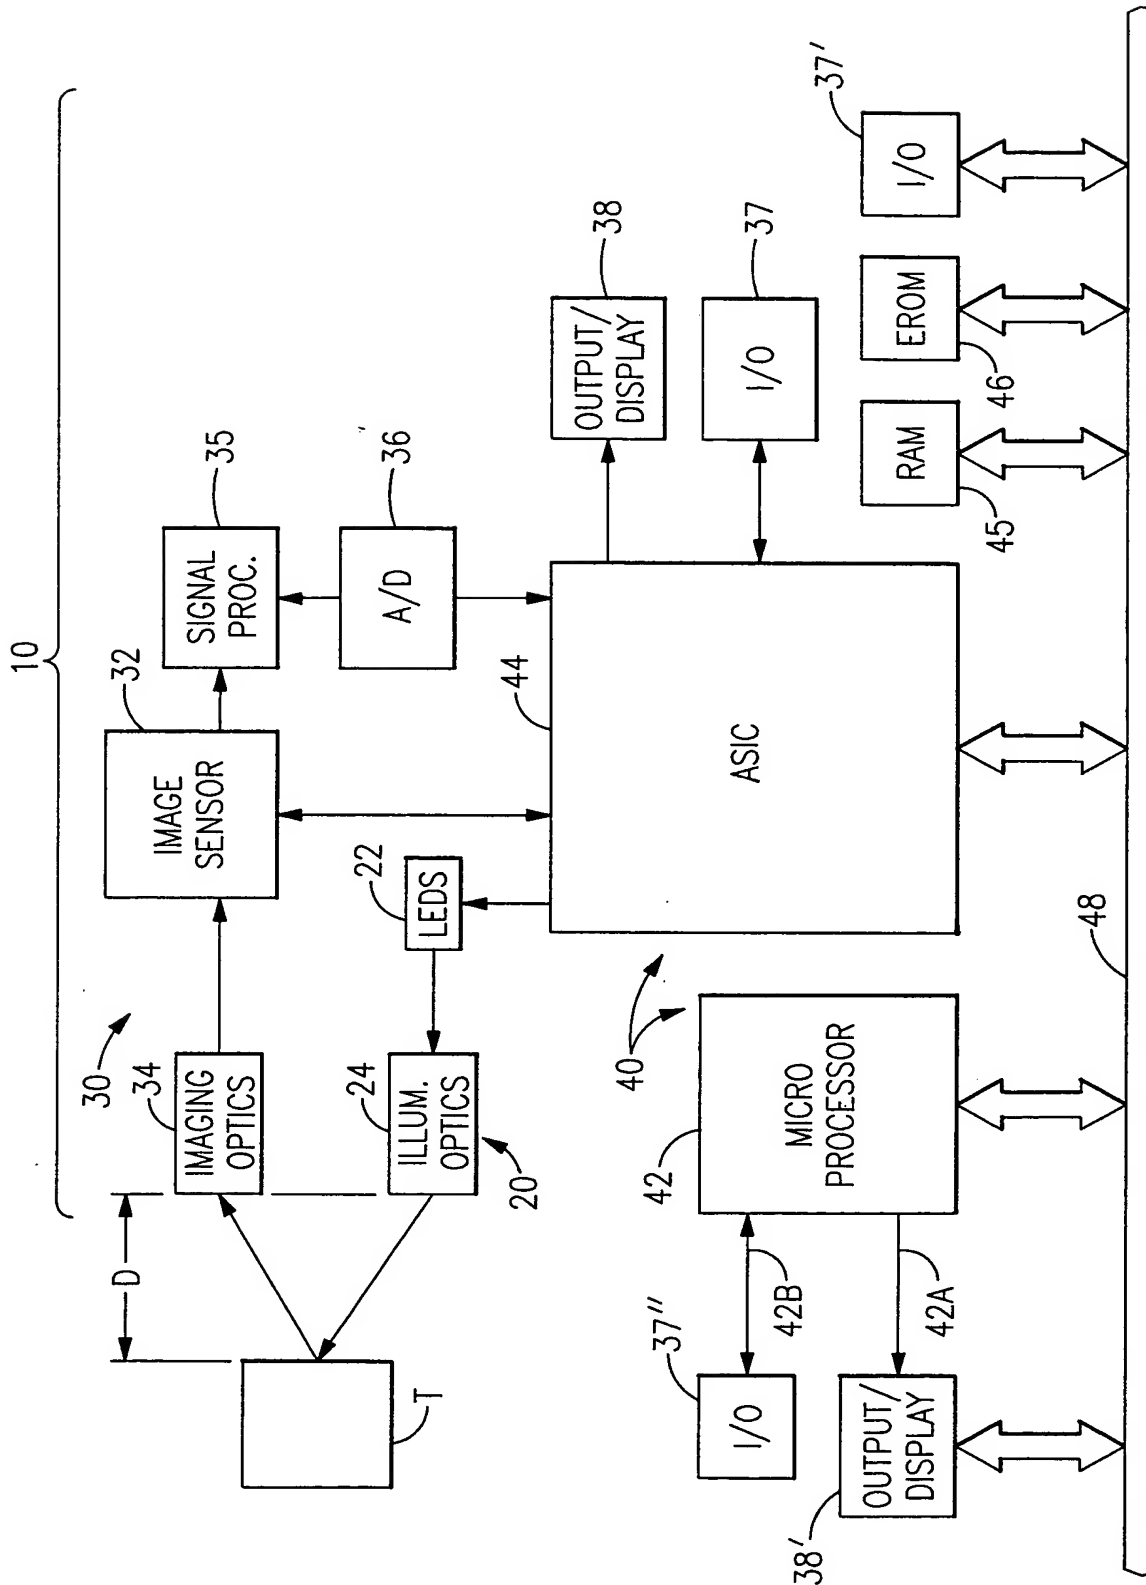 10
D
30
34
IMAGING
OPTICS
IMAGE
SENSOR
32
SIGNAL
PROC.
35
T
24
ILLUM.
OPTICS
20
22
LEDS
A/D
36
44
ASIC
OUTPUT/
DISPLAY
38
I/O
37
40
42
MICRO
PROCESSOR
37''
I/O
42B
42A
38'
OUTPUT/
DISPLAY
RAM
45
EROM
46
I/O
37'
48